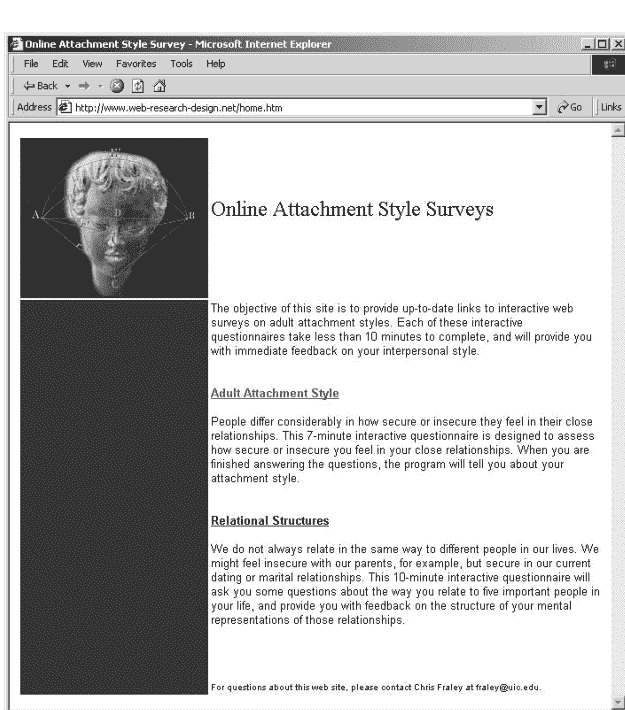 Online Attachment Style Survey - Microsoft Internet Explorer
File Edit View Favorites Tools Help
Back
Address http://www.web-research-design.net/home.htm Go Links
A B D C
Online Attachment Style Surveys
The objective of this site is to provide up-to-date links to interactive web
surveys on adult attachment styles. Each of these interactive
questionnaires take less than 10 minutes to complete, and will provide you
with immediate feedback on your interpersonal style.
Adult Attachment Style
People differ considerably in how secure or insecure they feel in their close
relationships. This 7-minute interactive questionnaire is designed to assess
how secure or insecure you feel in your close relationships. When you are
finished answering the questions, the program will tell you about your
attachment style.
Relational Structures
We do not always relate in the same way to different people in our lives. We
might feel insecure with our parents, for example, but secure in our current
dating or marital relationships. This 10-minute interactive questionnaire will
ask you some questions about the way you relate to five important people in
your life, and provide you with feedback on the structure of your mental
representations of those relationships.
For questions about this web site, please contact Chris Fraley at fraley@uic.edu.